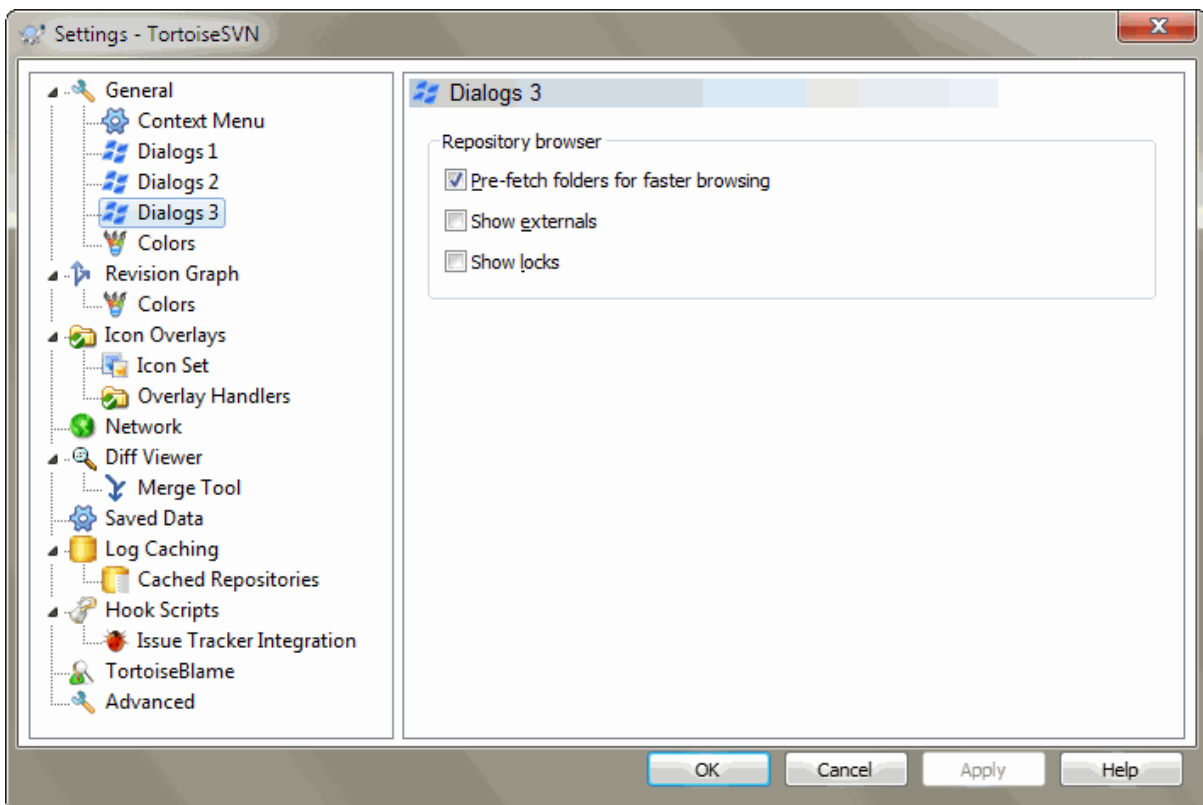 Settings - TortoiseSVN
General
Context Menu
Dialogs 1
Dialogs 2
Dialogs 3
Colors
Revision Graph
Colors
Icon Overlays
Icon Set
Overlay Handlers
Network
Diff Viewer
Merge Tool
Saved Data
Log Caching
Cached Repositories
Hook Scripts
Issue Tracker Integration
TortoiseBlame
Advanced
Dialogs 3
Repository browser
Pre-fetch folders for faster browsing
Show externals
Show locks
OK Cancel Apply Help